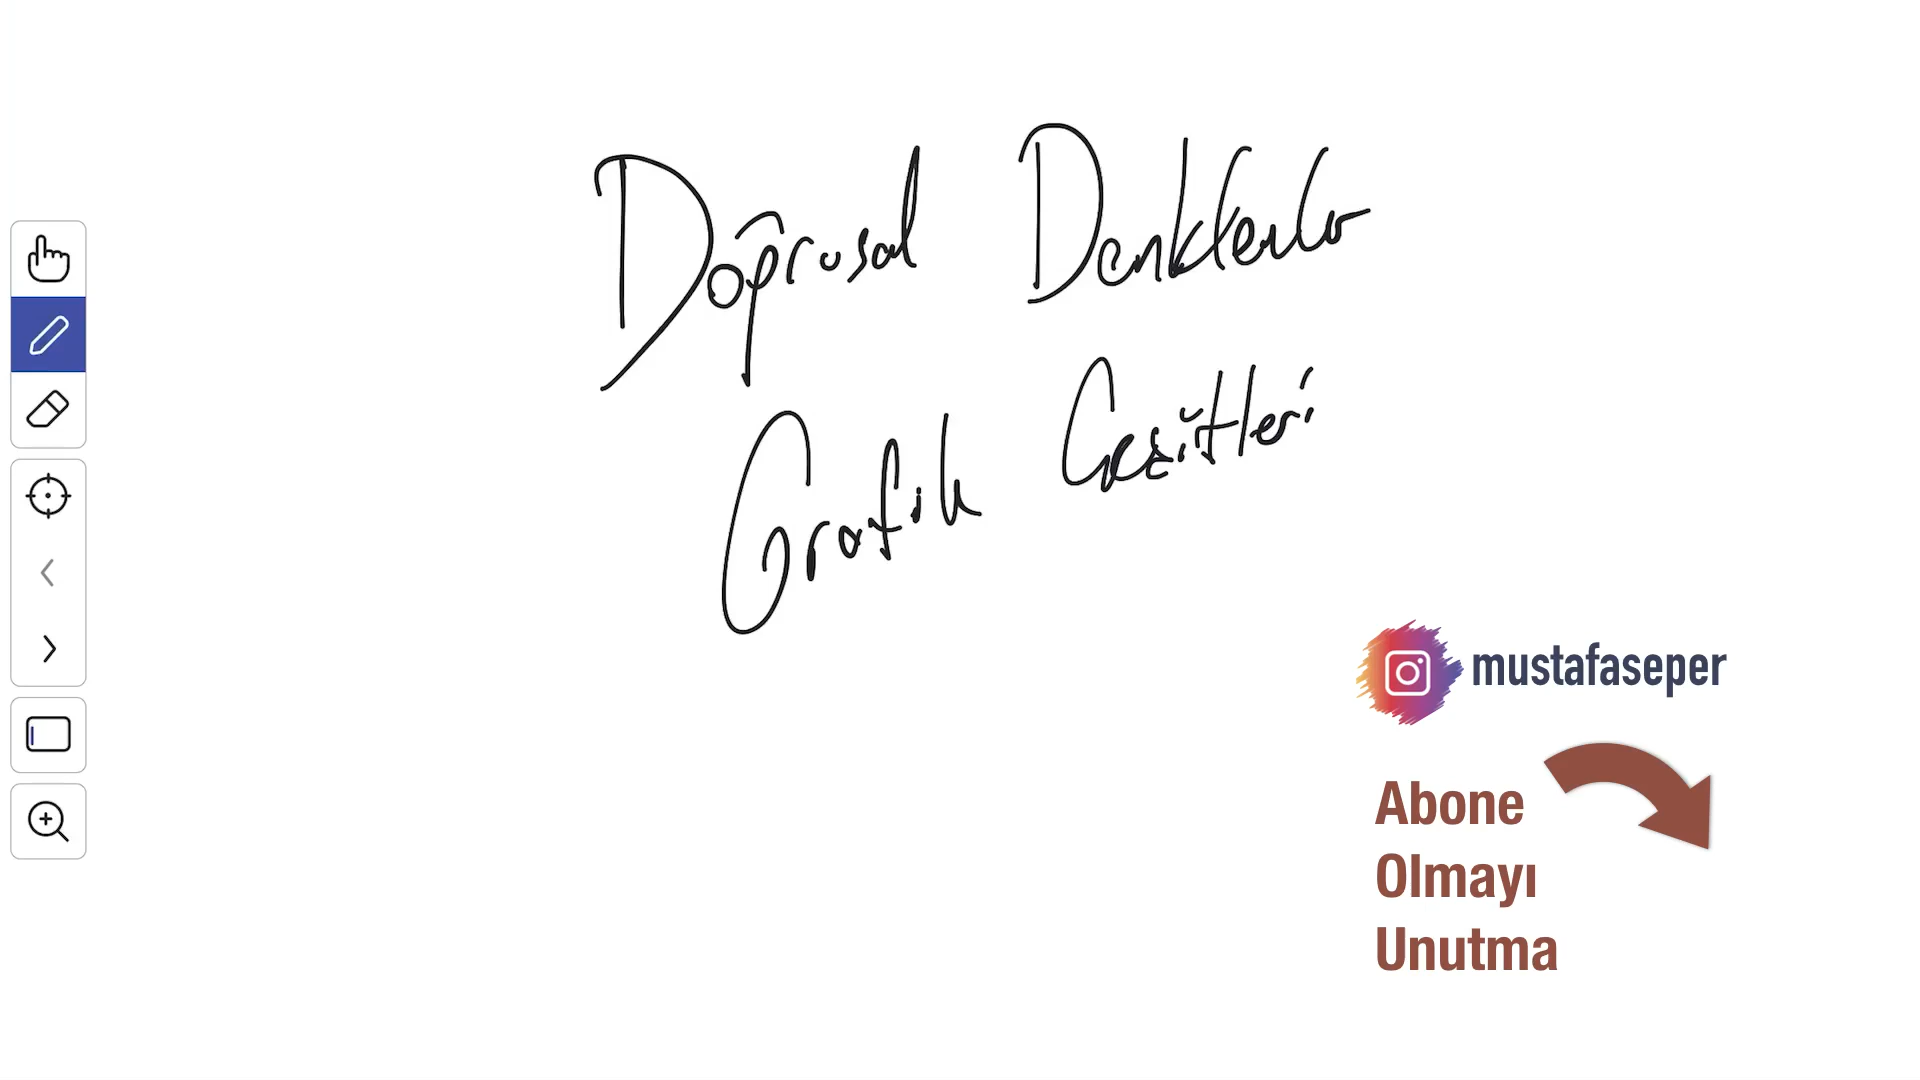 Doğrusal Denklemler
Grafik Çeşitleri
mustafaseper
Abone
Olmayı
Unutma